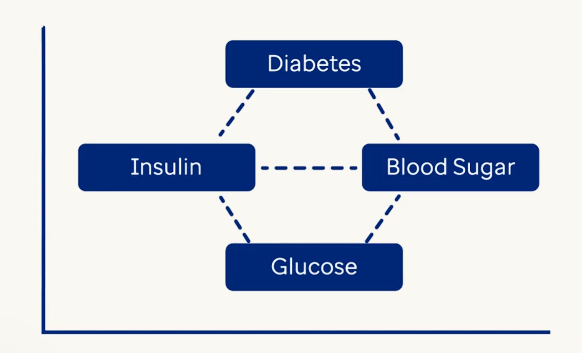 Diabetes
Insulin
Blood Sugar
Glucose